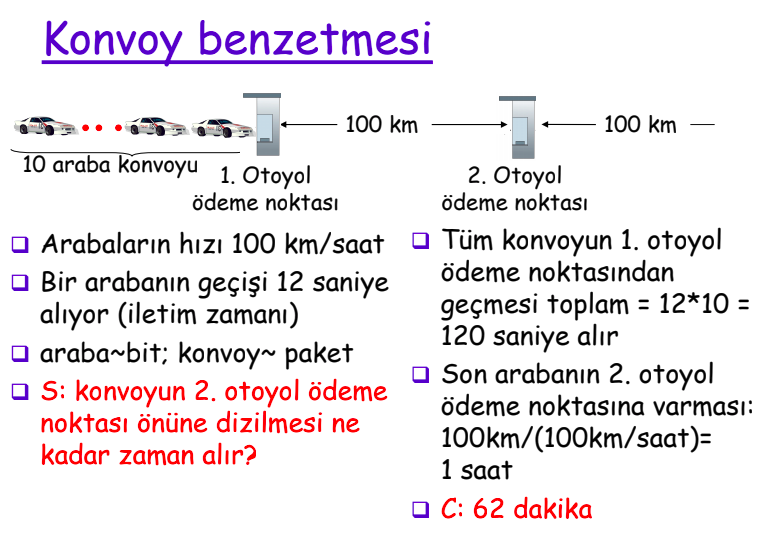 Konvoy benzetmesi
100 km
100 km
10 araba konvoyu
1. Otoyol
ödeme noktası
2. Otoyol
ödeme noktası
Arabaların hızı 100 km/saat
Bir arabanın geçişi 12 saniye
alıyor (iletim zamanı)
araba~bit; konvoy~ paket
S: konvoyun 2. otoyol ödeme
noktası önüne dizilmesi ne
kadar zaman alır?
Tüm konvoyun 1. otoyol
ödeme noktasından
geçmesi toplam = 12*10 =
120 saniye alır
Son arabanın 2. otoyol
ödeme noktasına varması:
100km/(100km/saat)=
1 saat
C: 62 dakika